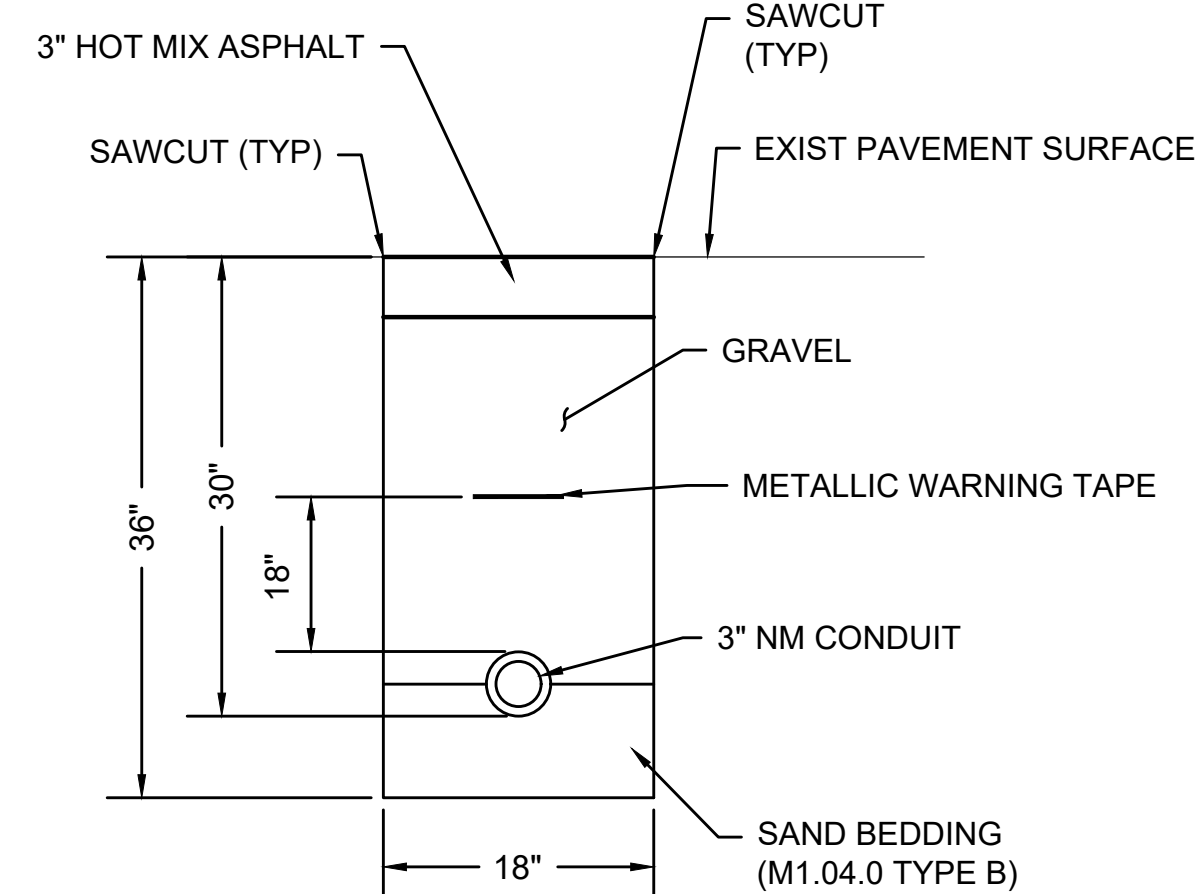 SAWCUT
(TYP)
3" HOT MIX ASPHALT
SAWCUT (TYP)
EXIST PAVEMENT SURFACE
GRAVEL
36"
30"
18"
METALLIC WARNING TAPE
3" NM CONDUIT
SAND BEDDING
(M1.04.0 TYPE B)
18"